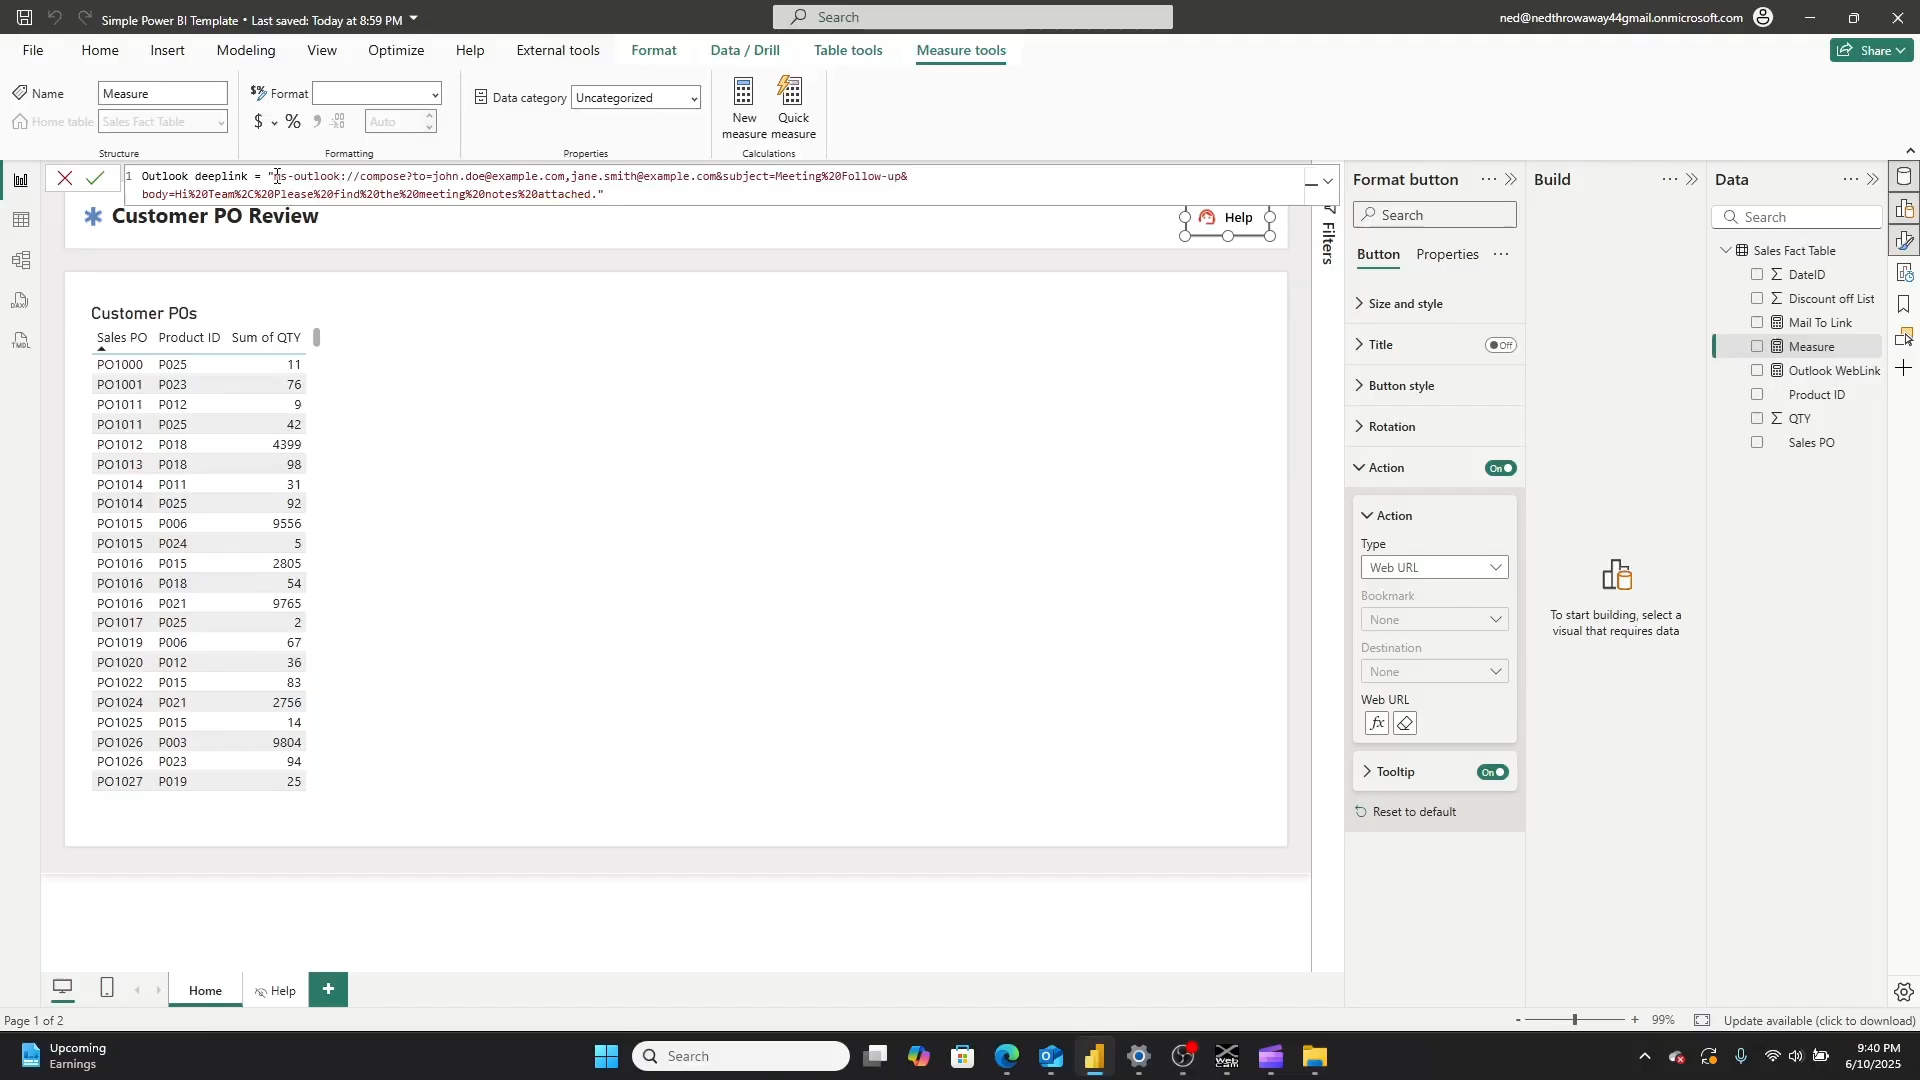 Simple Power BI Template • Last saved: Today at 8:59 PM
Search
ned@nedthrowaway44gmail.onmicrosoft.com
File
Home
Insert
Modeling
View
Optimize
Help
External tools
Format
Data / Drill
Table tools
Measure tools
Share
Name
Measure
Home table
Sales Fact Table
Structure
Format
$ % Auto
Formatting
Data category
Uncategorized
Properties
New measure
Quick measure
Calculations
1 Outlook deeplink = "ms-outlook://compose?to=john.doe@example.com,jane.smith@example.com&subject=Meeting%20Follow-up&
body=Hi%20Team%2C%20Please%20find%20the%20meeting%20notes%20attached."
Customer PO Review
Help
Filters
Customer POs
Sales PO Product ID Sum of QTY
PO1000 P025 11
PO1001 P023 76
PO1011 P012 9
PO1011 P025 42
PO1012 P018 4399
PO1013 P018 98
PO1014 P011 31
PO1014 P025 92
PO1015 P006 9556
PO1015 P024 5
PO1016 P015 2805
PO1016 P018 54
PO1016 P021 9765
PO1017 P025 2
PO1019 P006 67
PO1020 P012 36
PO1022 P015 83
PO1024 P021 2756
PO1025 P015 14
PO1026 P003 9804
PO1026 P023 94
PO1027 P019 25
Format button
Search
Button
Properties
Size and style
Title
Off
Button style
Rotation
Action
On
Action
Type
Web URL
Bookmark
None
Destination
None
Web URL
fx
Tooltip
On
Reset to default
Build
To start building, select a
visual that requires data
Data
Search
Sales Fact Table
DateID
Discount off List
Mail To Link
Measure
Outlook WebLink
Product ID
QTY
Sales PO
Home
Help
Page 1 of 2
99%
Update available (click to download)
Upcoming
Earnings
Search
9:40 PM
6/10/2025